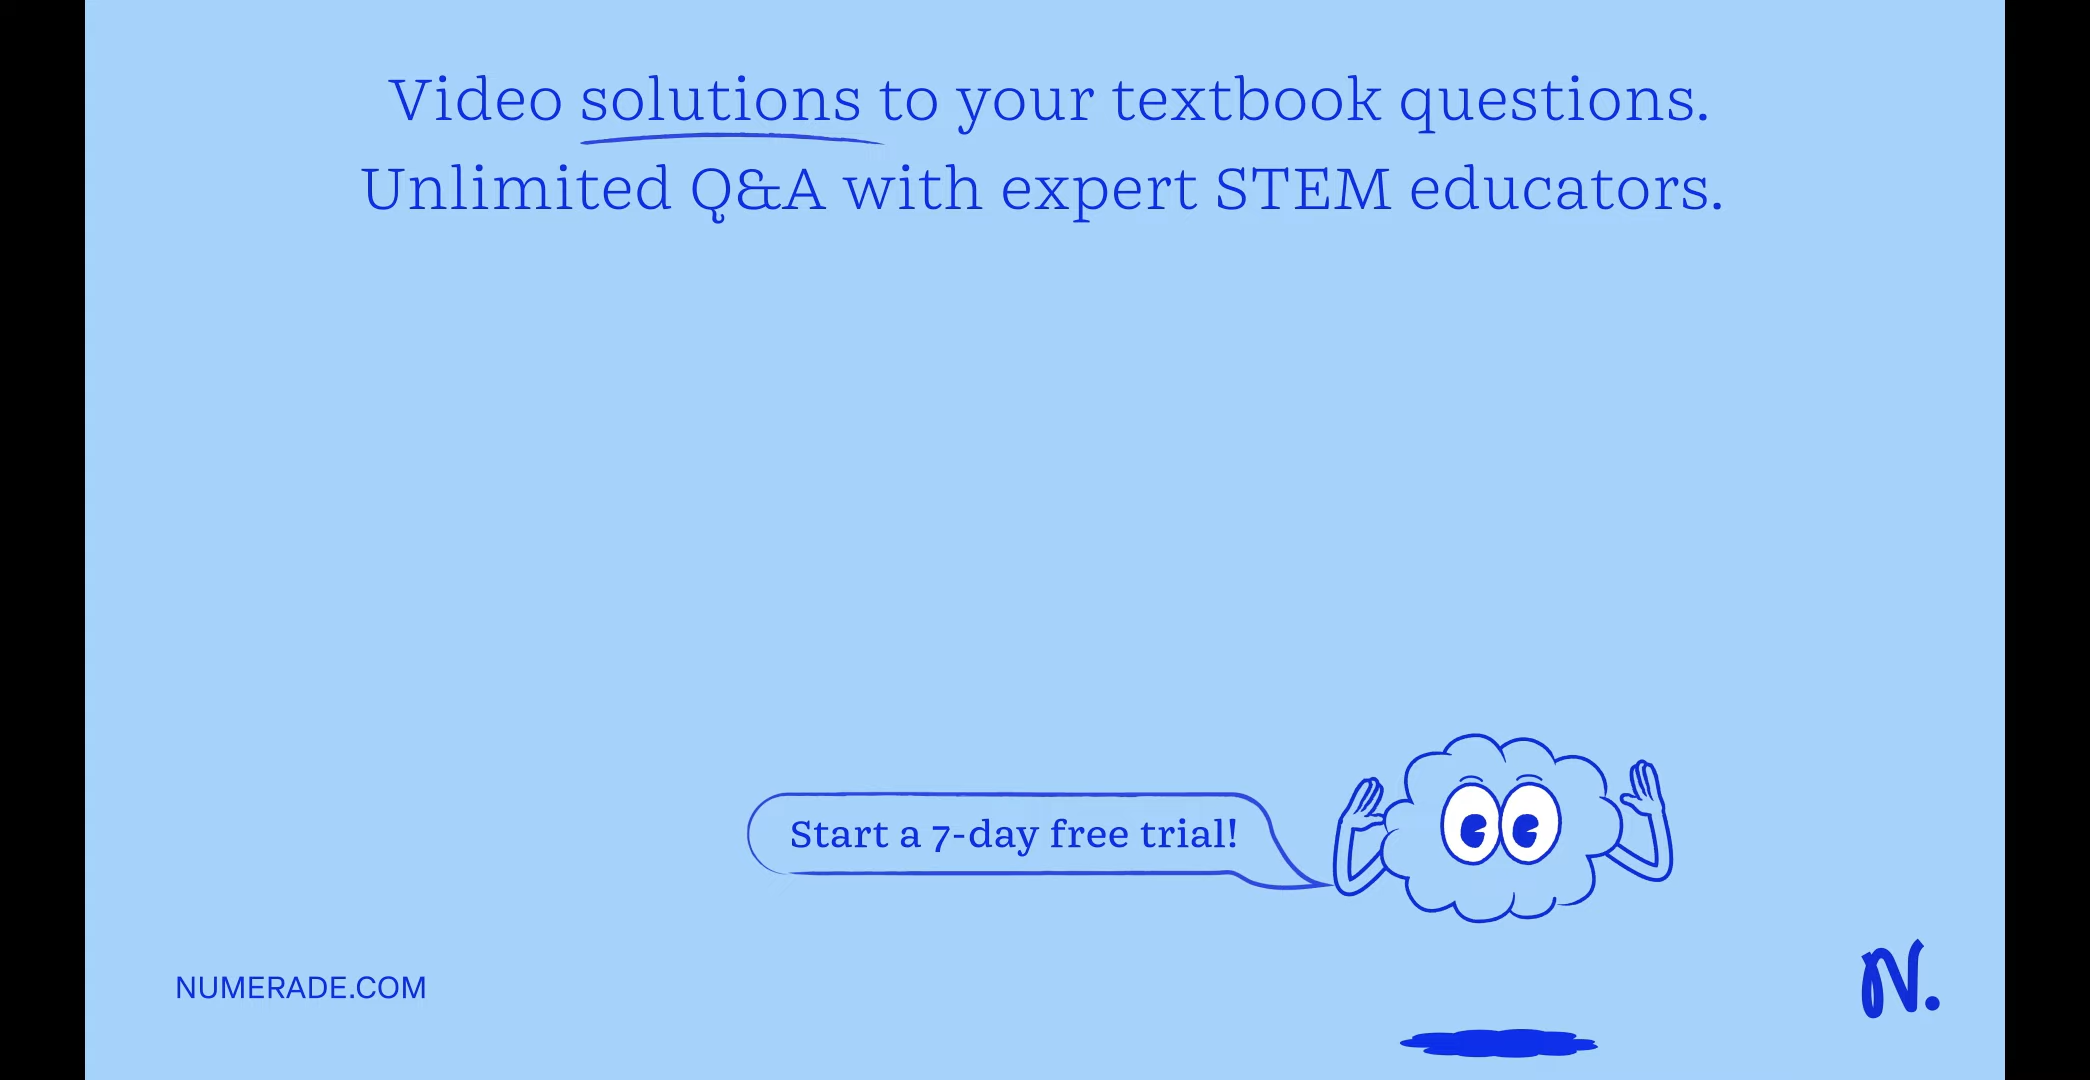 Video solutions to your textbook questions.
Unlimited Q&A with expert STEM educators.
Start a 7-day free trial!
NUMERADE.COM
N.